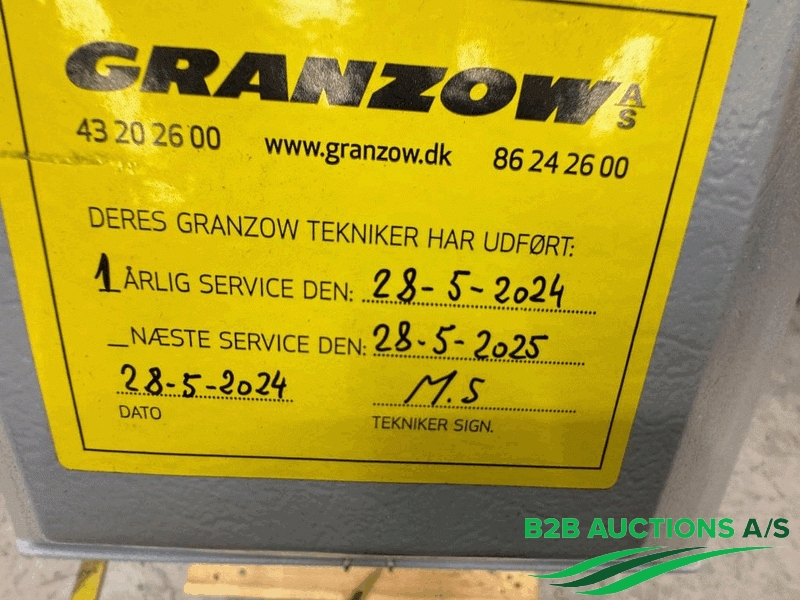 GRANZOW A/S
43 20 26 00 www.granzow.dk 86 24 26 00
DERES GRANZOW TEKNIKER HAR UDFØRT:
1 ÅRLIG SERVICE DEN: 28-5-2024
_NÆSTE SERVICE DEN: 28-5-2025
28-5-2024 M.S
DATO TEKNIKER SIGN.
B2B AUCTIONS A/S